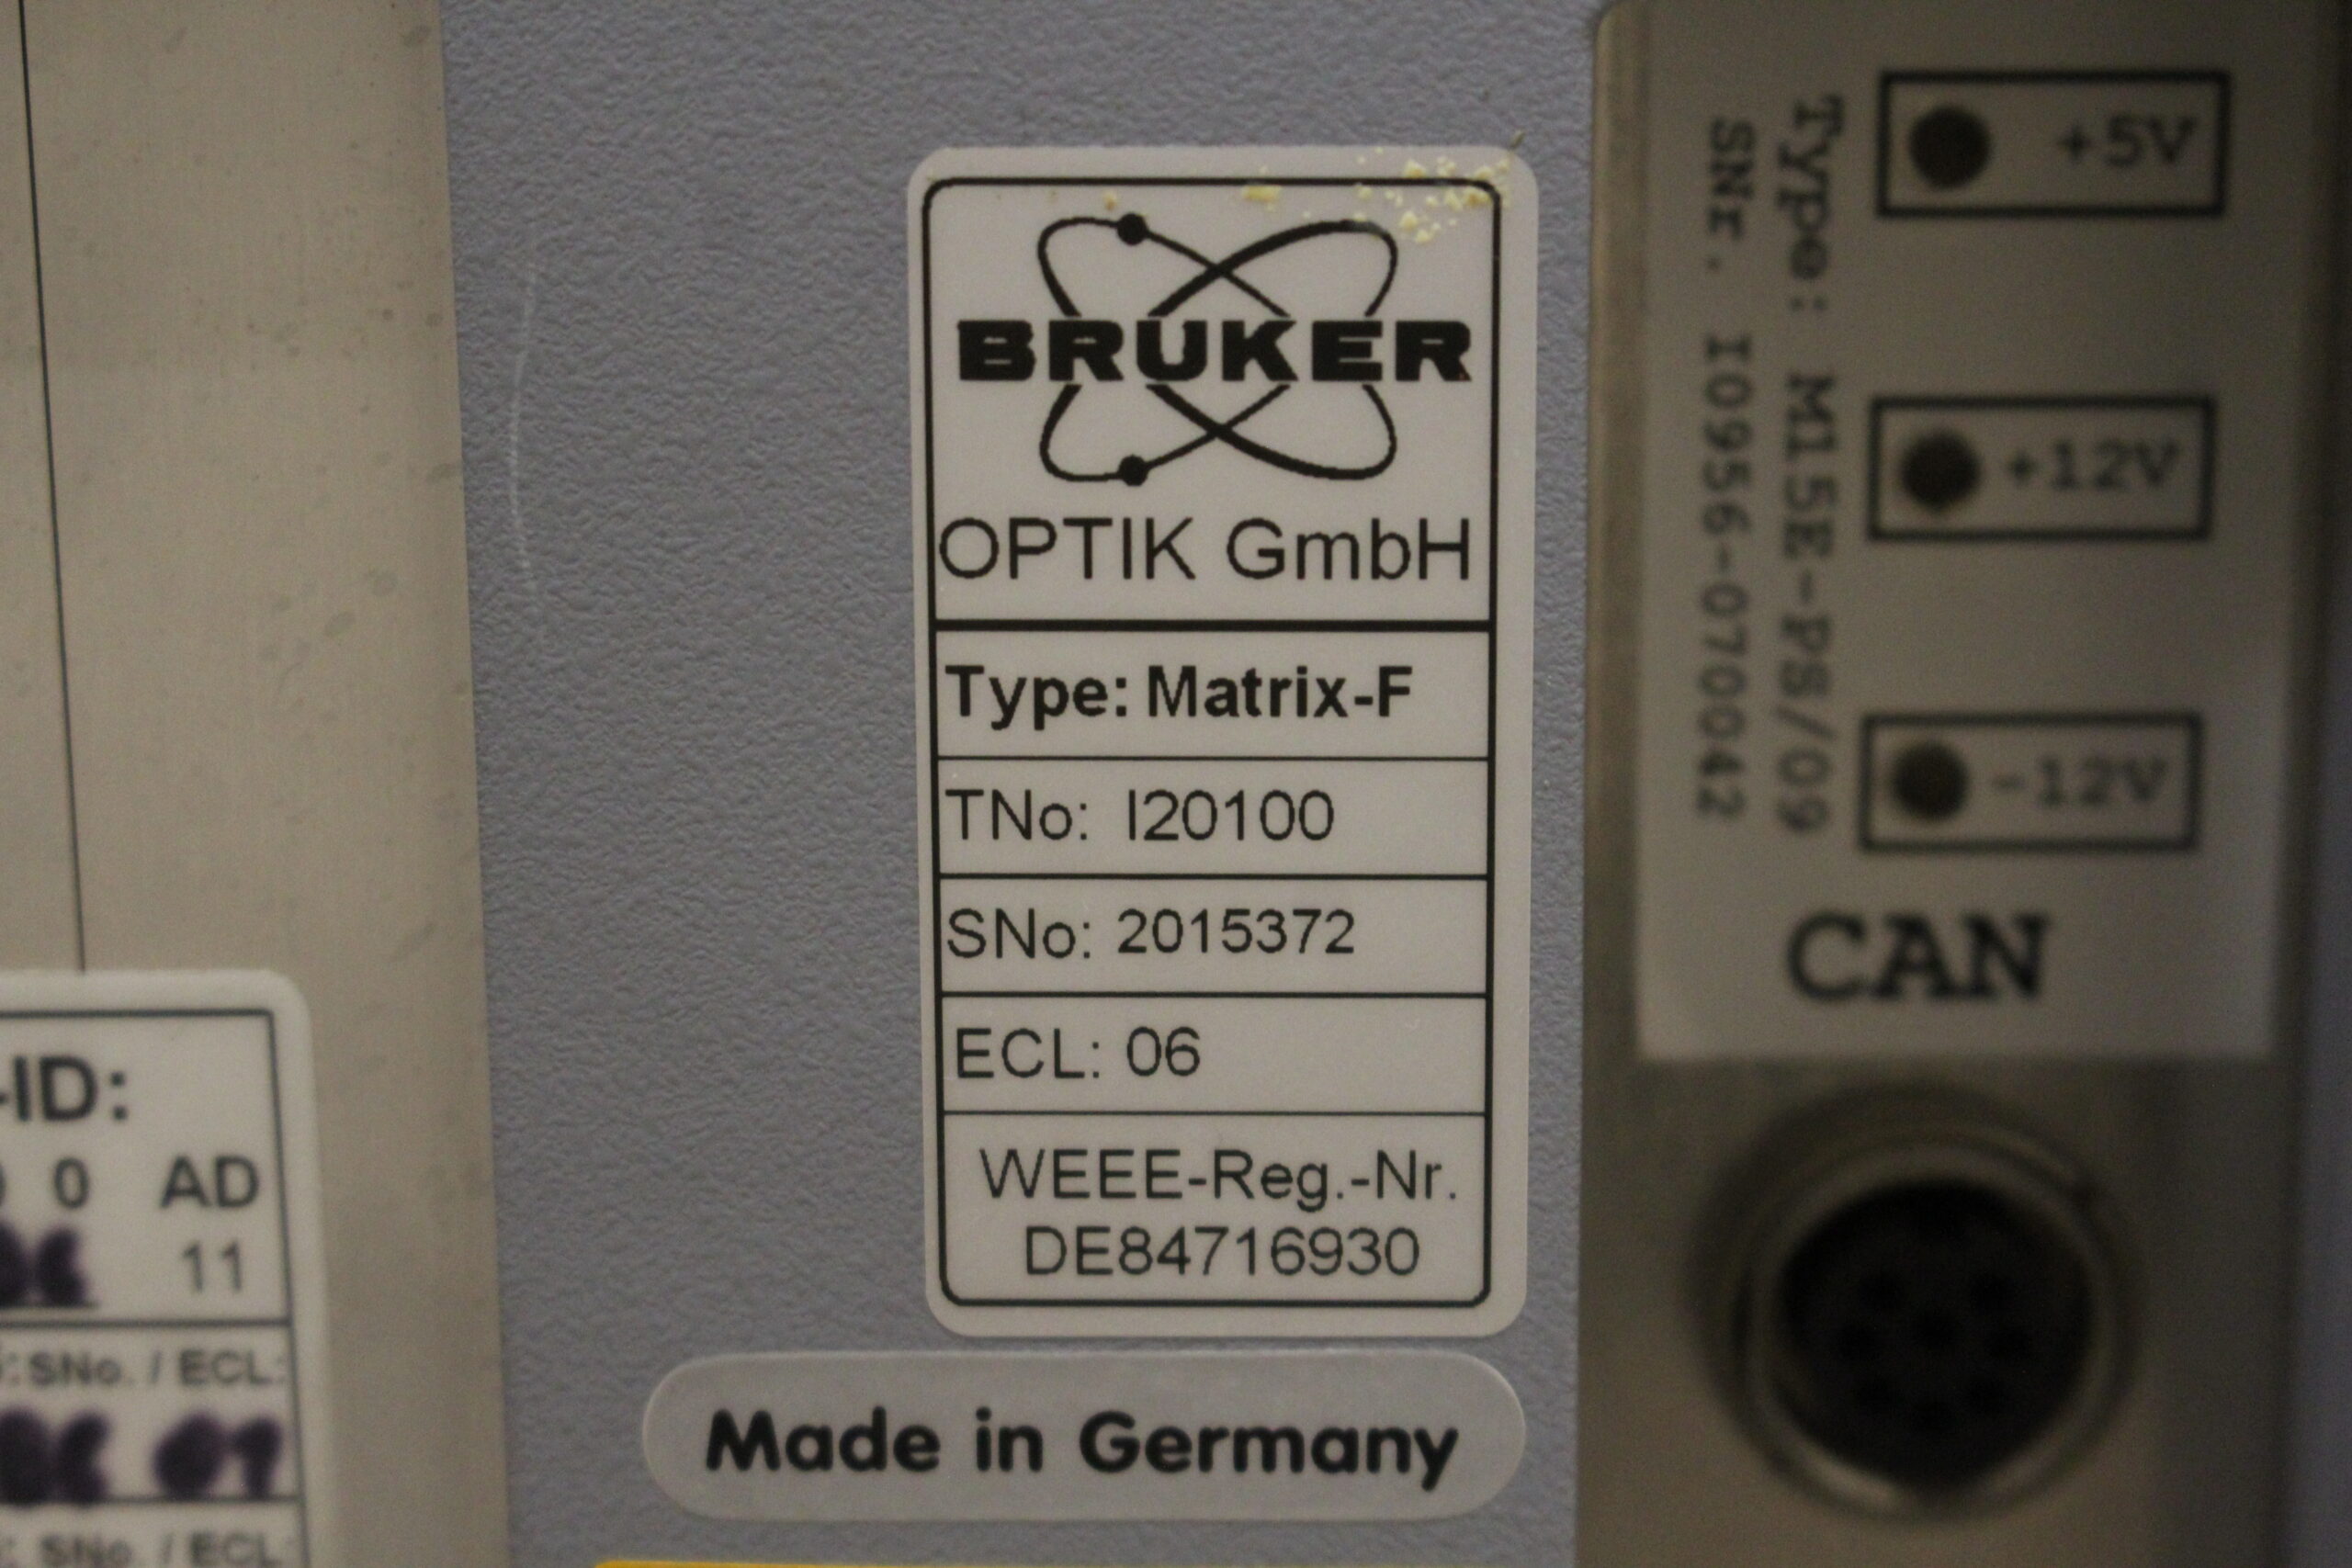 BRUKER
OPTIK GmbH
Type: Matrix-F
TNo: I20100
SNo: 2015372
ECL: 06
WEEE-Reg.-Nr.
DE84716930
Made in Germany
+5V
+12V
-12V
Type: M15E-PS/09
SNr. I0956-070042
CAN
-ID:
0 AD
11
SNo. / ECL:
01
SNo. / ECL: